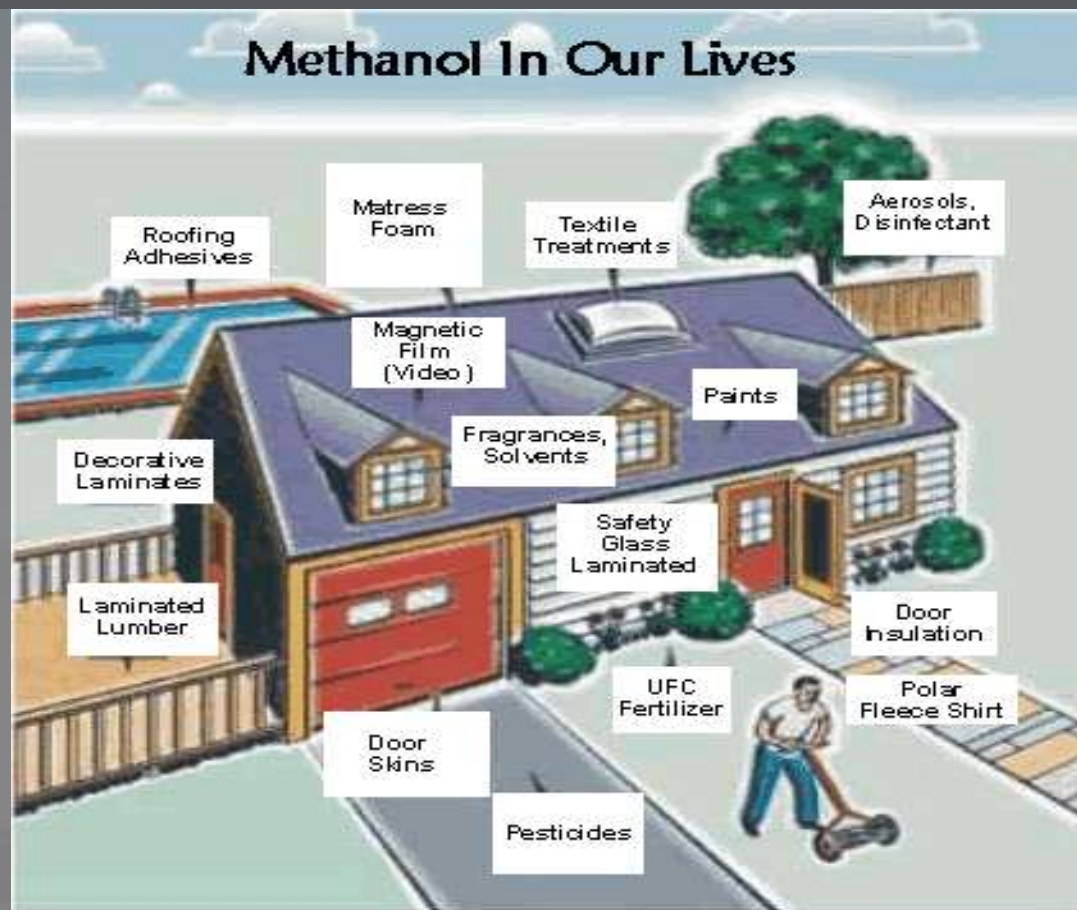 Methanol In Our Lives
Matress
Foam
Textile
Treatments
Aerosols,
Disinfectant
Roofing
Adhesives
Magnetic
Film
(Video)
Paints
Fragrances,
Solvents
Decorative
Laminates
Safety
Glass
Laminated
Laminated
Lumber
Door
Insulation
UFC
Fertilizer
Polar
Fleece Shirt
Door
Skins
Pesticides